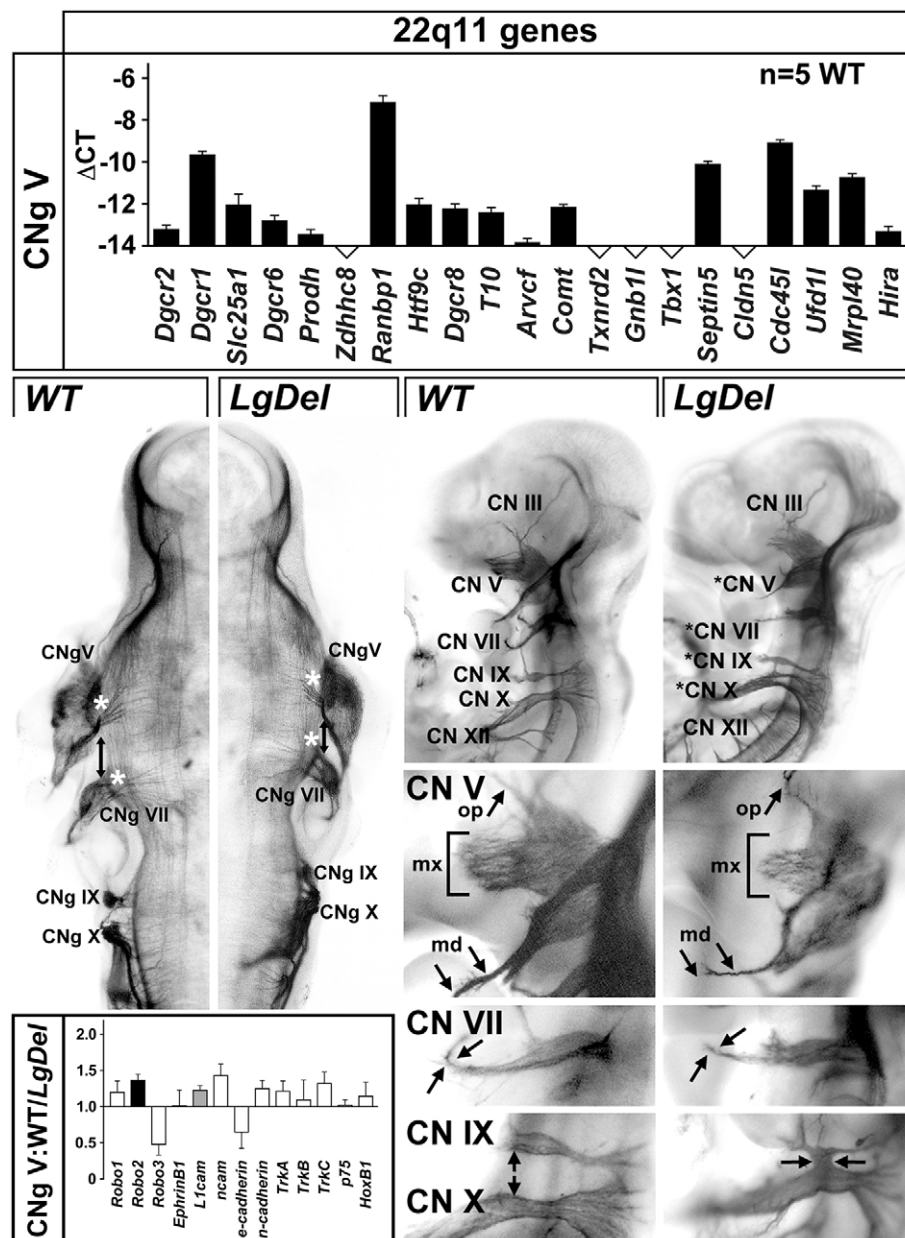 22q11 genes
CNg V
ΔCT
n=5 WT
-6
-8
-10
-12
-14
Dgcr2
Dgcr1
Slc25a1
Dgcr6
Prodh
Zdhhc8
Ranbp1
Htf9c
Dgcr8
T10
Arvcf
Comt
Txnrd2
Gnb1l
Tbx1
Septin5
Cldn5
Cdc45l
Ufd1l
Mrpl40
Hira
WT
LgDel
WT
LgDel
CNgV
CNgV
*
*
*
*
CNg VII
CNg VII
CNg IX
CNg IX
CNg X
CNg X
CN III
CN V
CN VII
CN IX
CN X
CN XII
CN III
*CN V
*CN VII
*CN IX
*CN X
CN XII
CN V
op
mx
md
op
mx
md
CN VII
CN IX
CN X
CNg V:WT/LgDel
2.0
1.5
1.0
0.5
Robo1
Robo2
Robo3
EphrinB1
L1cam
ncam
e-cadherin
n-cadherin
TrkA
TrkB
TrkC
p75
HoxB1